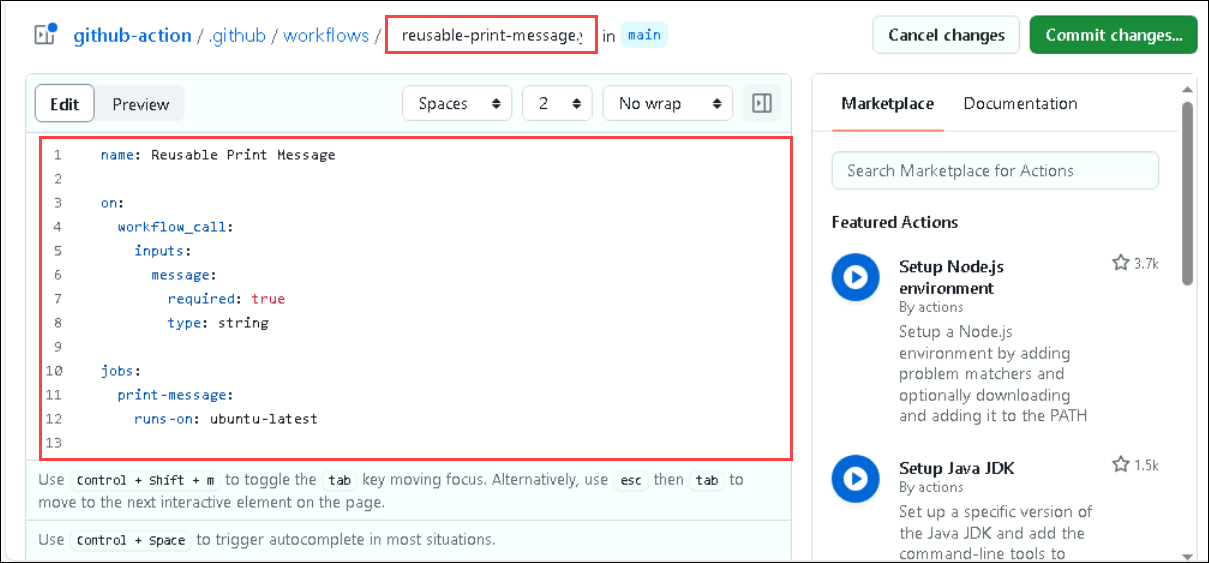 github-action / .github / workflows / reusable-print-message. in main
Cancel changes
Commit changes...
Edit
Preview
Spaces
2
No wrap
1 name: Reusable Print Message
2
3 on:
4 workflow_call:
5 inputs:
6 message:
7 required: true
8 type: string
9
10 jobs:
11 print-message:
12 runs-on: ubuntu-latest
13
Use Control + Shift + m to toggle the tab key moving focus. Alternatively, use esc then tab to
move to the next interactive element on the page.
Use Control + Space to trigger autocomplete in most situations.
Marketplace
Documentation
Search Marketplace for Actions
Featured Actions
Setup Node.js
environment
3.7k
By actions
Setup a Node.js
environment by adding
problem matchers and
optionally downloading
and adding it to the PATH
Setup Java JDK
1.5k
By actions
Set up a specific version of
the Java JDK and add the
command-line tools to